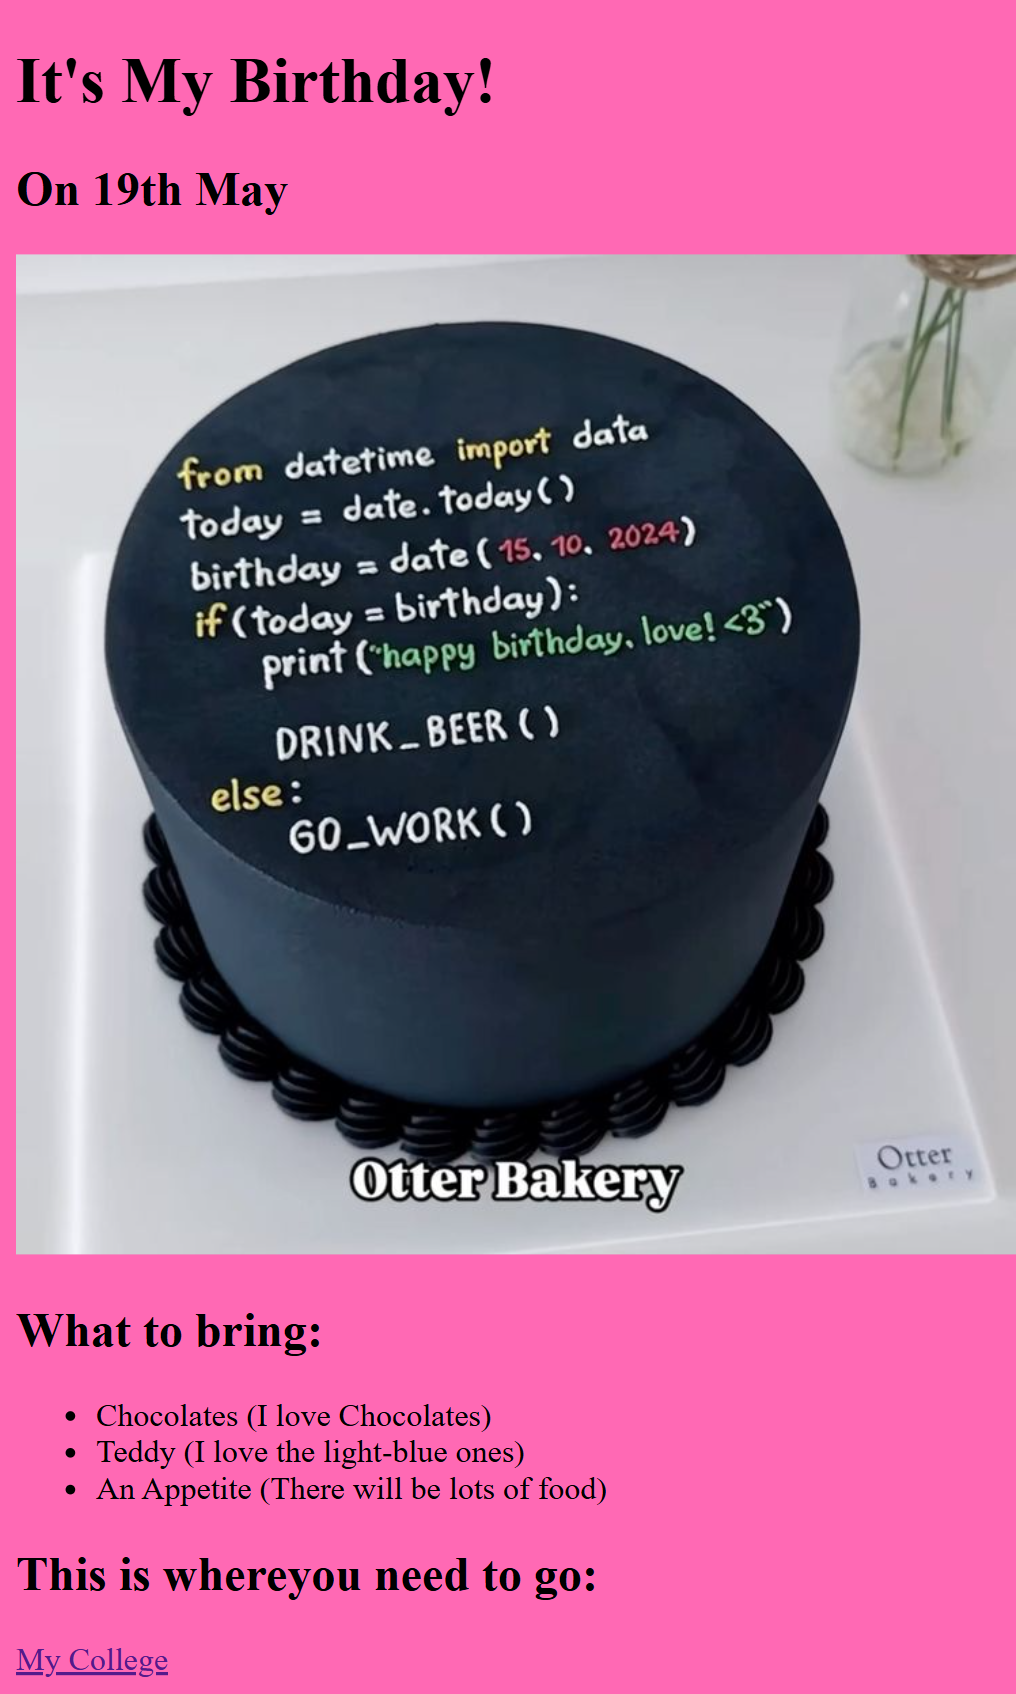 It's My Birthday!
On 19th May
from datetime import data
today = date.today()
birthday = date(15. 10. 2024)
if(today = birthday):
print("happy birthday, love! <3")
DRINK_BEER()
else:
GO_WORK()
Otter Bakery
Otter
Bakery
What to bring:
Chocolates (I love Chocolates)
Teddy (I love the light-blue ones)
An Appetite (There will be lots of food)
This is whereyou need to go:
My College